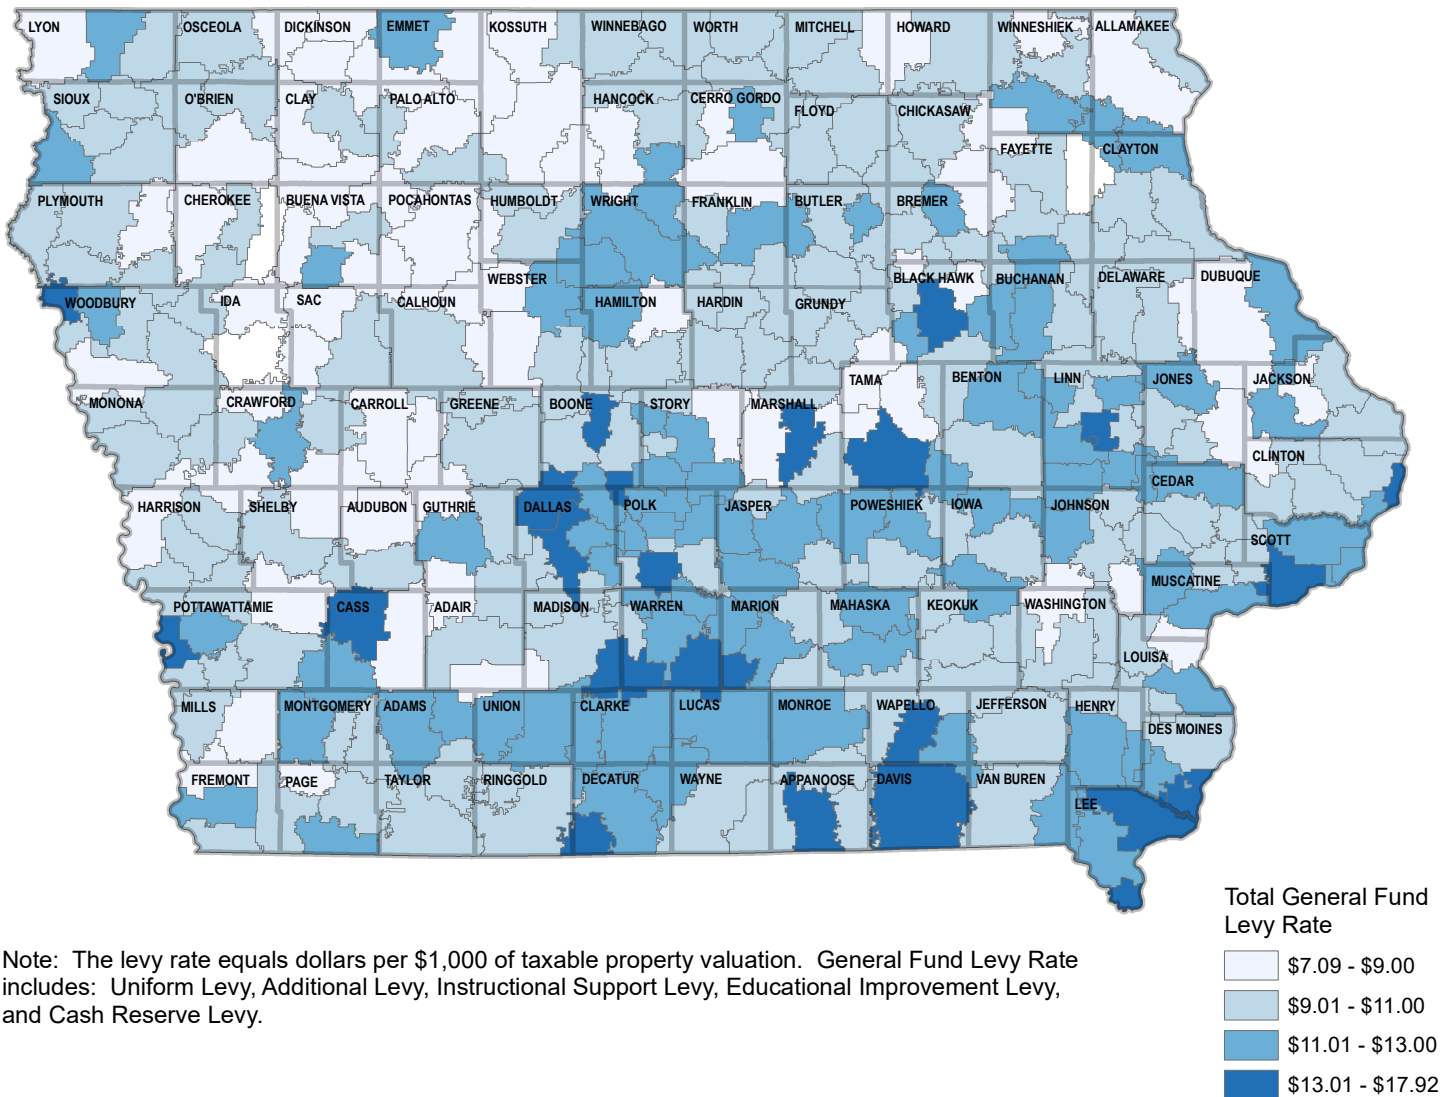 LYON OSCEOLA DICKINSON EMMET KOSSUTH WINNEBAGO WORTH MITCHELL HOWARD WINNESHIEK ALLAMAKEE
SIOUX O'BRIEN CLAY PALO ALTO HANCOCK CERRO GORDO FLOYD CHICKASAW
FAYETTE CLAYTON
PLYMOUTH CHEROKEE BUENA VISTA POCAHONTAS HUMBOLDT WRIGHT FRANKLIN BUTLER BREMER
WEBSTER BLACK HAWK BUCHANAN DELAWARE DUBUQUE
WOODBURY IDA SAC CALHOUN HAMILTON HARDIN GRUNDY
TAMA BENTON LINN JONES JACKSON
MONONA CRAWFORD CARROLL GREENE BOONE STORY MARSHALL
CLINTON
CEDAR
HARRISON SHELBY AUDUBON GUTHRIE DALLAS POLK JASPER POWESHIEK IOWA JOHNSON
SCOTT
MUSCATINE
POTTAWATTAMIE CASS ADAIR MADISON WARREN MARION MAHASKA KEOKUK WASHINGTON
LOUISA
MILLS MONTGOMERY ADAMS UNION CLARKE LUCAS MONROE WAPELLO JEFFERSON HENRY
DES MOINES
FREMONT PAGE TAYLOR RINGGOLD DECATUR WAYNE APPANOOSE DAVIS VAN BUREN
LEE
Total General Fund
Levy Rate
$7.09 - $9.00
$9.01 - $11.00
$11.01 - $13.00
$13.01 - $17.92
Note: The levy rate equals dollars per $1,000 of taxable property valuation. General Fund Levy Rate
includes: Uniform Levy, Additional Levy, Instructional Support Levy, Educational Improvement Levy,
and Cash Reserve Levy.